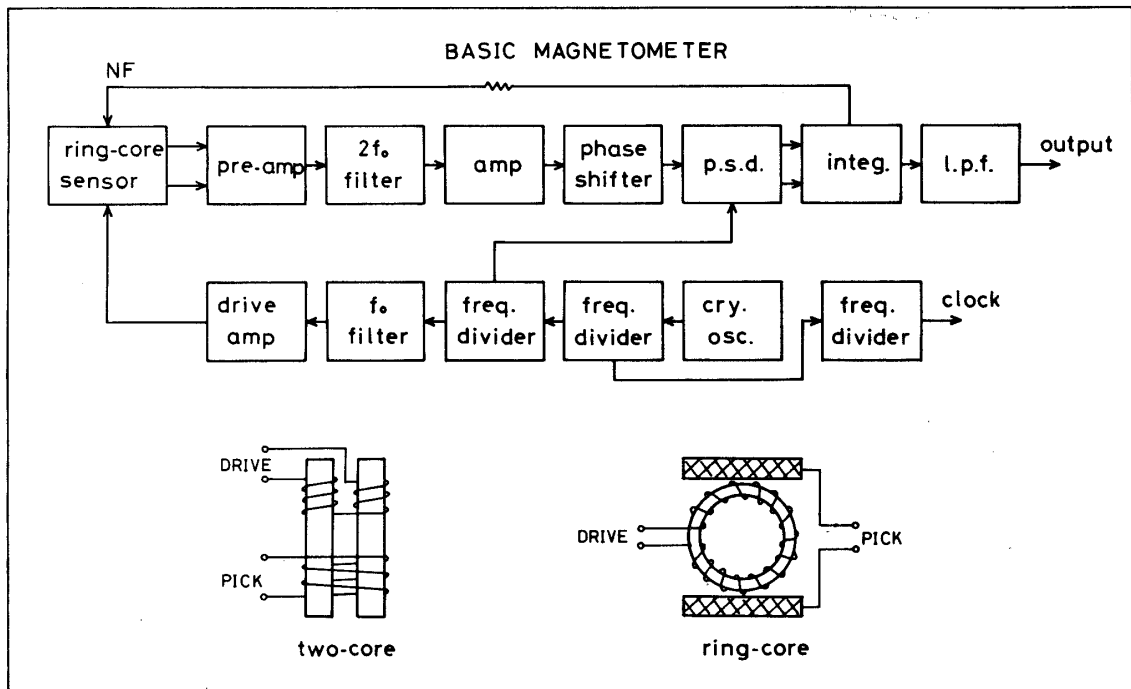 BASIC MAGNETOMETER
NF
ring-core
sensor
pre-amp
2f₀
filter
amp
phase
shifter
p.s.d.
integ.
l.p.f.
output
drive
amp
f₀
filter
freq.
divider
freq.
divider
cry.
osc.
freq.
divider
clock
DRIVE
PICK
two-core
DRIVE
PICK
ring-core